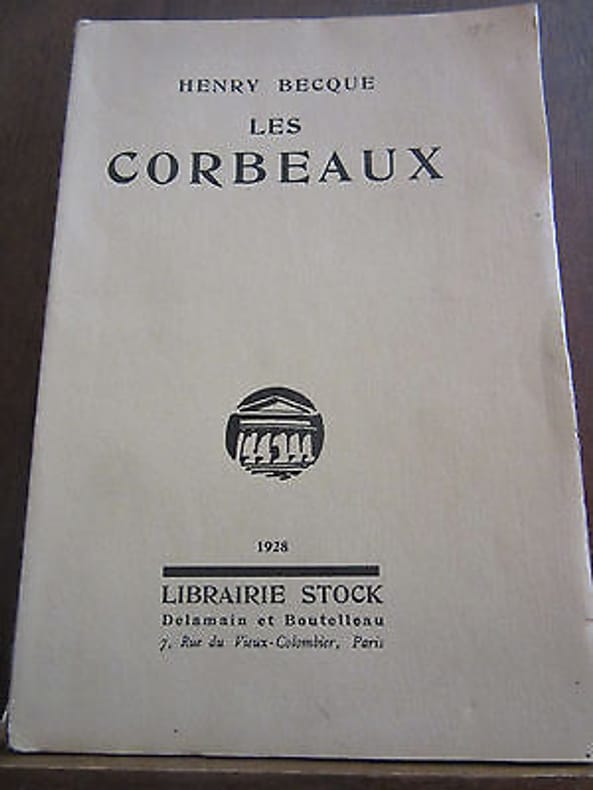 HENRY BECQUE
LES
CORBEAUX
1928
LIBRAIRIE STOCK
Delamain et Boutelleau
7, Rue du Vieux-Colombier, Paris